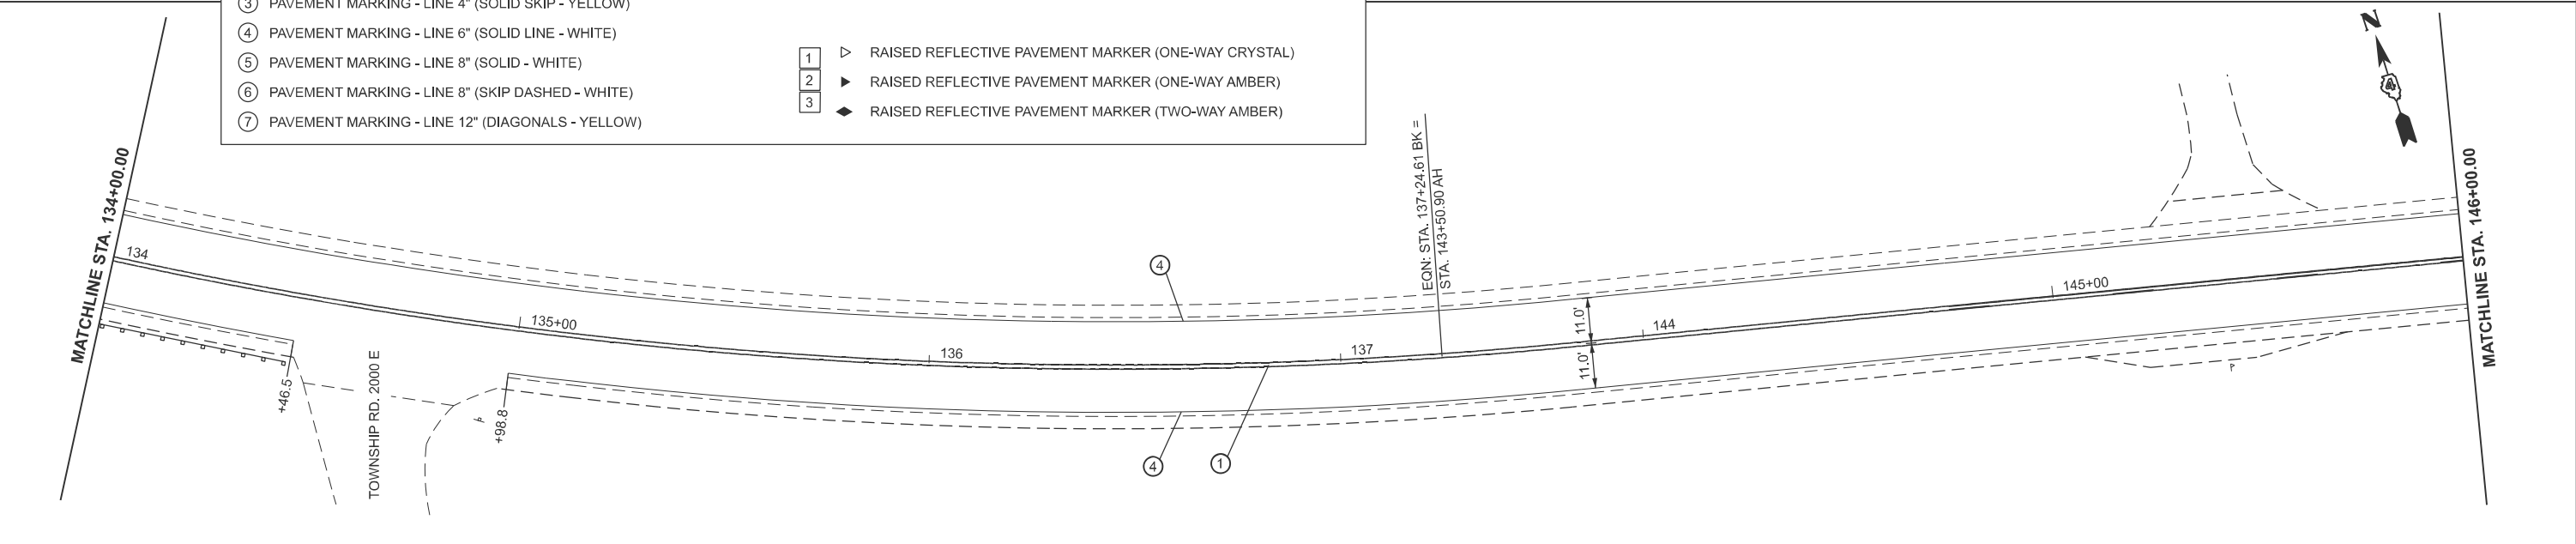 ③ PAVEMENT MARKING - LINE 4" (SOLID SKIP - YELLOW)
④ PAVEMENT MARKING - LINE 6" (SOLID LINE - WHITE)
⑤ PAVEMENT MARKING - LINE 8" (SOLID - WHITE)
⑥ PAVEMENT MARKING - LINE 8" (SKIP DASHED - WHITE)
⑦ PAVEMENT MARKING - LINE 12" (DIAGONALS - YELLOW)
1 ▷ RAISED REFLECTIVE PAVEMENT MARKER (ONE-WAY CRYSTAL)
2 ▶ RAISED REFLECTIVE PAVEMENT MARKER (ONE-WAY AMBER)
3 ◆ RAISED REFLECTIVE PAVEMENT MARKER (TWO-WAY AMBER)
N
4
MATCHLINE STA. 134+00.00
134
135+00
136
137
EQN: STA. 137+24.61 BK =
STA. 143+50.90 AH
144
145+00
MATCHLINE STA. 146+00.00
④
11.0'
11.0'
+46.5
TOWNSHIP RD. 2000 E
+98.8
④
①